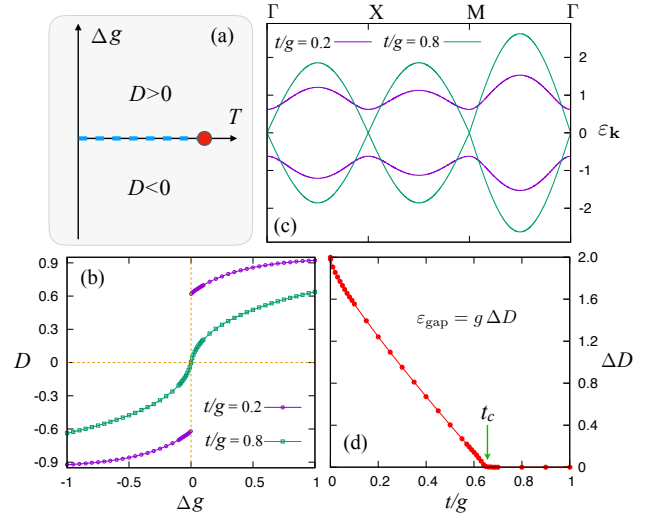 (a)
Δg
D>0
T
D<0
Γ X M Γ
t/g = 0.2 t/g = 0.8
2
1
0
-1
-2
ε_k
(c)
(b)
0.9
0.6
0.3
0
-0.3
-0.6
-0.9
D
t/g = 0.2
t/g = 0.8
-1 -0.5 0 0.5 1
Δg
2.0
1.6
1.2
0.8
0.4
0
ΔD
ε_gap = g ΔD
t_c
(d)
0 0.2 0.4 0.6 0.8 1
t/g